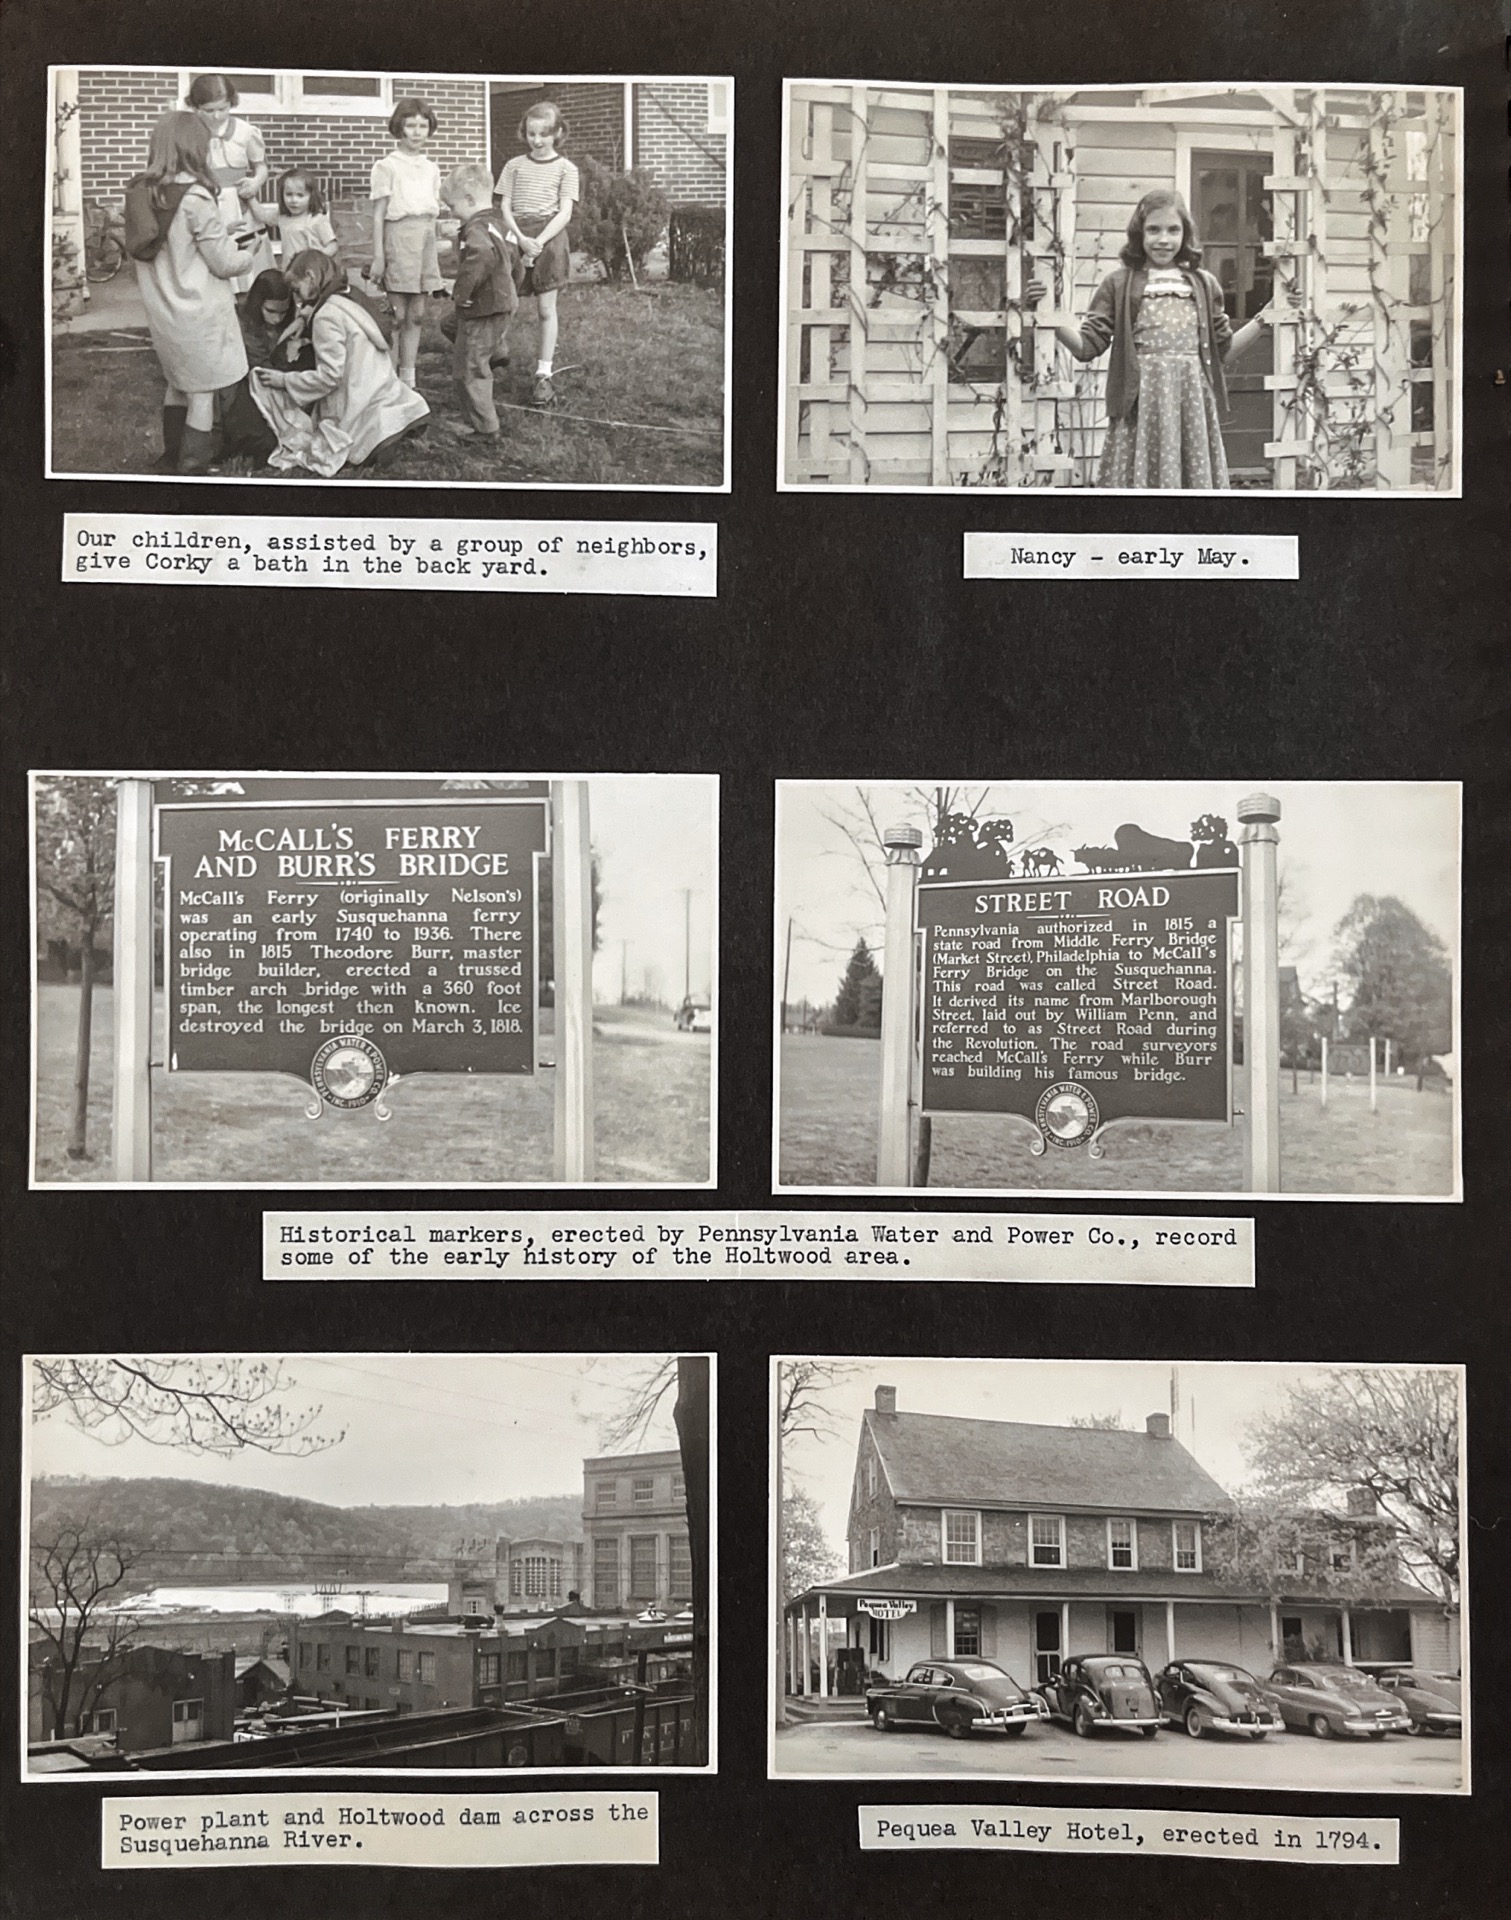 Our children, assisted by a group of neighbors,
give Corky a bath in the back yard.
Nancy - early May.
McCALL'S FERRY
AND BURR'S BRIDGE
McCall's Ferry (originally Nelson's)
was an early Susquehanna ferry
operating from 1740 to 1936. There
also in 1815 Theodore Burr, master
bridge builder, erected a trussed
timber arch bridge with a 360 foot
span, the longest then known. Ice
destroyed the bridge on March 3, 1818.
PENNSYLVANIA WATER & POWER CO.
INC. 1910
STREET ROAD
Pennsylvania authorized in 1815 a
state road from Middle Ferry Bridge
(Market Street), Philadelphia to McCall's
Ferry Bridge on the Susquehanna.
This road was called Street Road.
It derived its name from Marlborough
Street, laid out by William Penn, and
referred to as Street Road during
the Revolution. The road surveyors
reached McCall's Ferry while Burr
was building his famous bridge.
PENNSYLVANIA WATER & POWER CO.
INC. 1910
Historical markers, erected by Pennsylvania Water and Power Co., record
some of the early history of the Holtwood area.
Power plant and Holtwood dam across the
Susquehanna River.
Pequea Valley
HOTEL
Pequea Valley Hotel, erected in 1794.